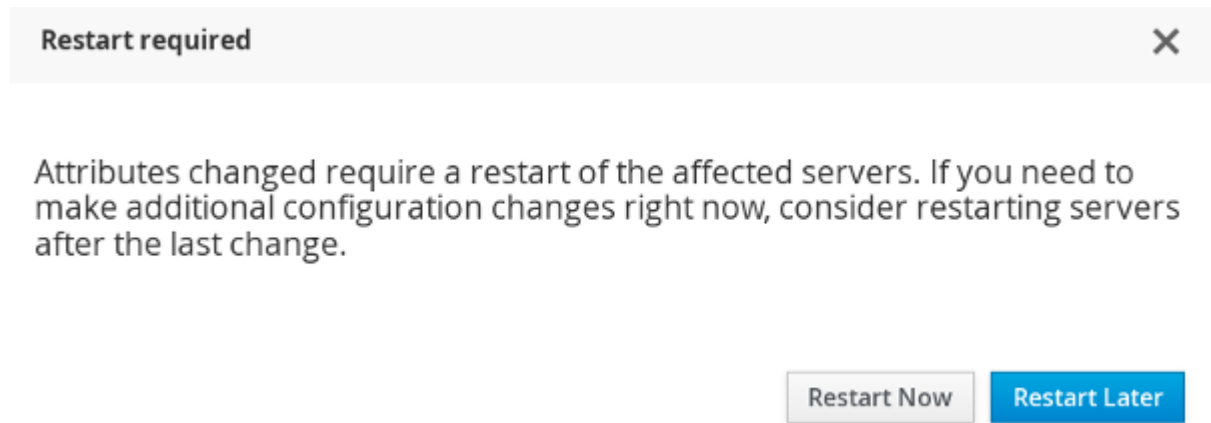 Restart required
Attributes changed require a restart of the affected servers. If you need to
make additional configuration changes right now, consider restarting servers
after the last change.
Restart Now
Restart Later